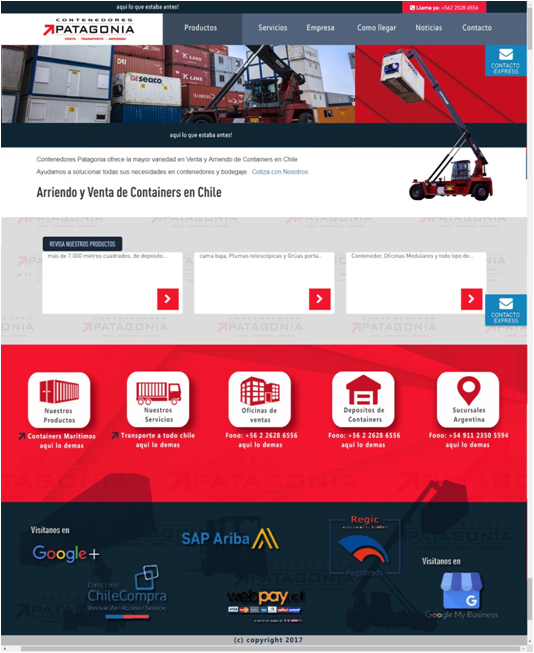 aqui lo que estaba antes!
Llama ya: +562 2628 6556
CONTENEDORES
PATAGONIA
VENTA - TRANSPORTE - ARRIENDO
Productos
Servicios
Empresa
Como llegar
Noticias
Contacto
CONTACTO
EXPRESS
K LINE
K LINE
seaco
aqui lo que estaba antes!
Contenedores Patagonia ofrece la mayor variedad en Venta y Arriendo de Containers en Chile
Ayudamos a solucionar todas sus necesidades en contenedores y bodegaje. Cotiza con Nosotros
Arriendo y Venta de Containers en Chile
REVISA NUESTROS PRODUCTOS
más de 7.000 metros cuadrados, de depósito...
cama baja, Plumas telescópicas y Grúas porta...
Contenedor, Oficinas Modulares y todo tipo de...
CONTACTO
EXPRESS
PATAGONIA
Nuestros
Productos
Containers Maritimos
aqui lo demas
Nuestros
Servicios
Transporte a todo chile
aqui lo demas
Oficinas de
ventas
Fono: +56 2 2628 6556
aqui lo demas
Depositos de
Containers
Fono: +56 2 2628 6556
aqui lo demas
Sucursales
Argentina
Fono: +54 911 2350 5594
aqui lo demas
Visitanos en
Google+
SAP Ariba
Regic
Registrado
Dirección
ChileCompra
Innovación - Acceso - Servicio
webpay
Visitanos en
Google My Business
(c) copyright 2017